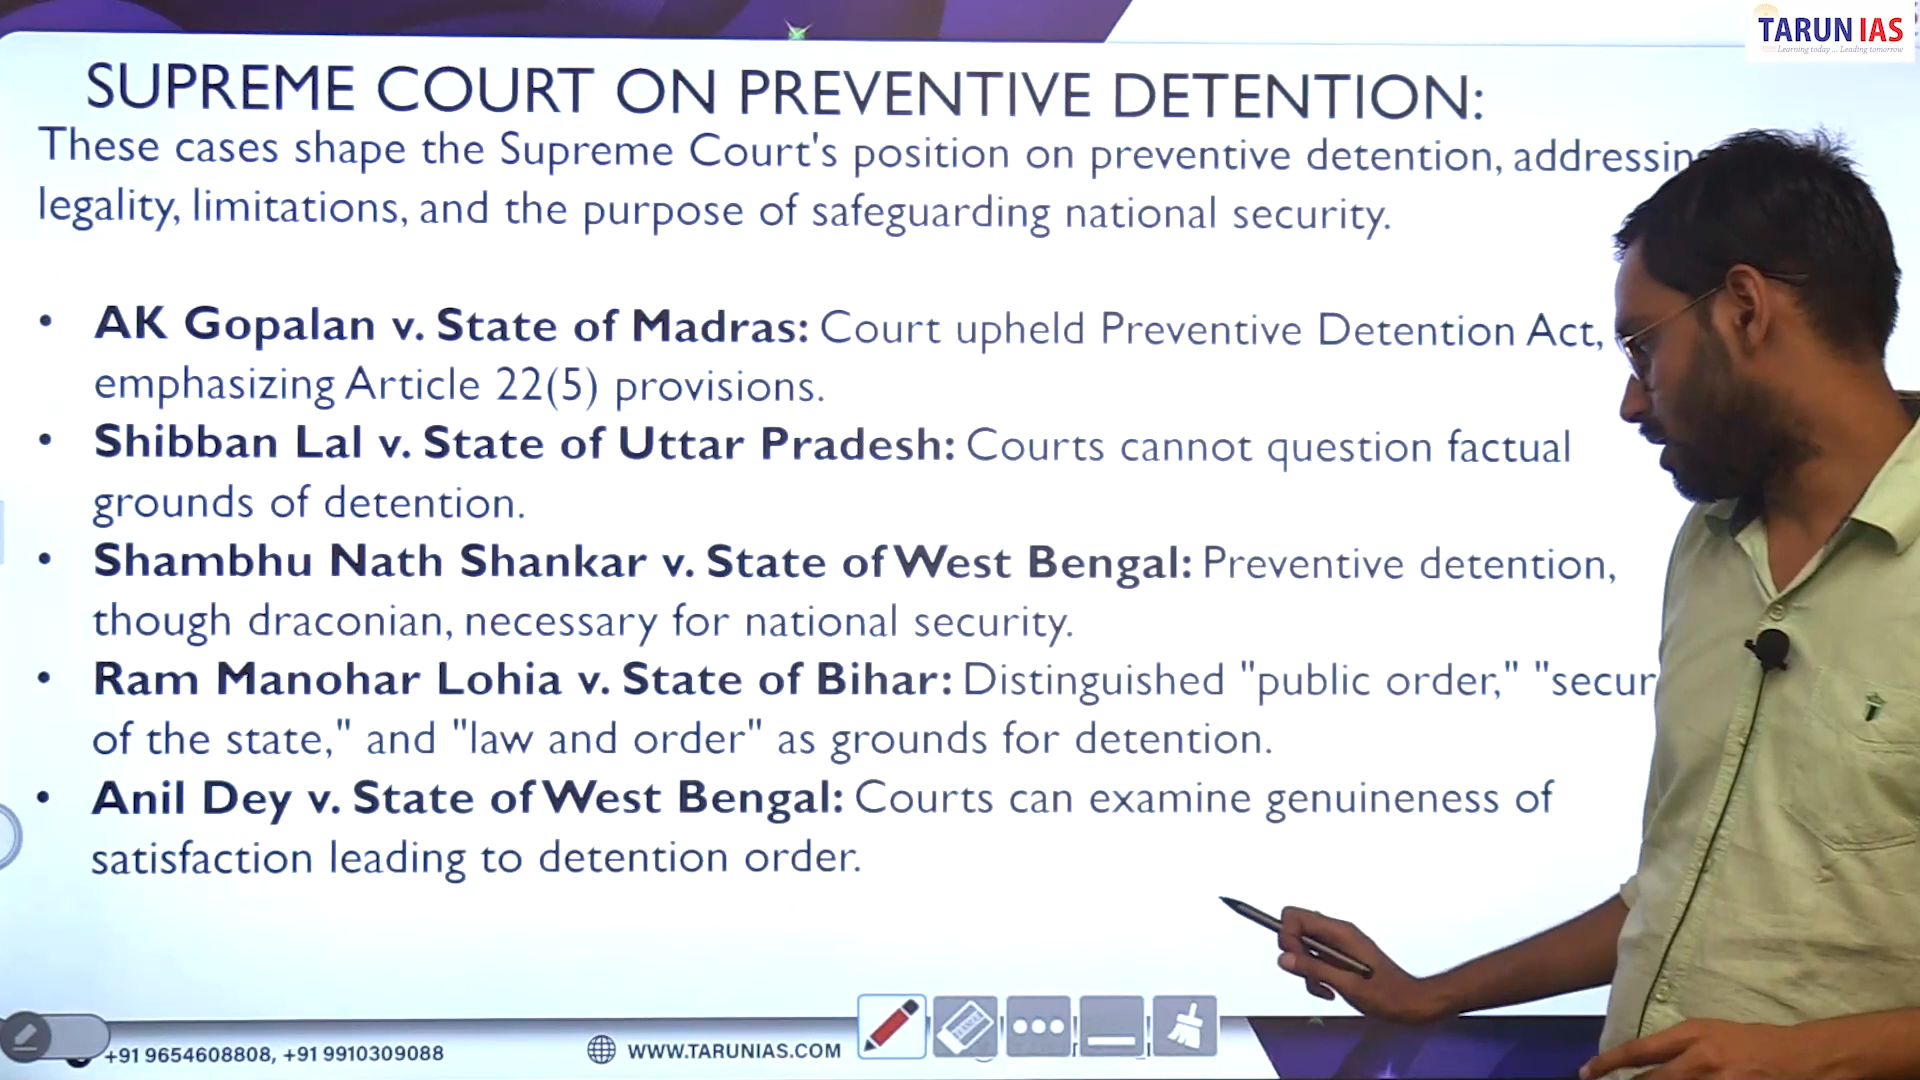 TARUN IAS
Learning today ... Leading tomorrow
SUPREME COURT ON PREVENTIVE DETENTION:
These cases shape the Supreme Court's position on preventive detention, addressing
legality, limitations, and the purpose of safeguarding national security.
• AK Gopalan v. State of Madras: Court upheld Preventive Detention Act,
emphasizing Article 22(5) provisions.
• Shibban Lal v. State of Uttar Pradesh: Courts cannot question factual
grounds of detention.
• Shambhu Nath Shankar v. State of West Bengal: Preventive detention,
though draconian, necessary for national security.
• Ram Manohar Lohia v. State of Bihar: Distinguished "public order," "secur
of the state," and "law and order" as grounds for detention.
• Anil Dey v. State of West Bengal: Courts can examine genuineness of
satisfaction leading to detention order.
+91 9654608808, +91 9910309088
WWW.TARUNIAS.COM